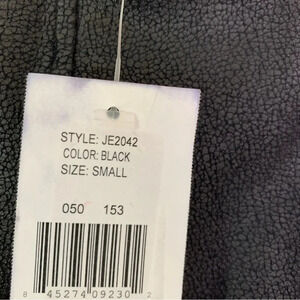 STYLE: JE2042
COLOR: BLACK
SIZE: SMALL
050 153
8 45274 09230 2